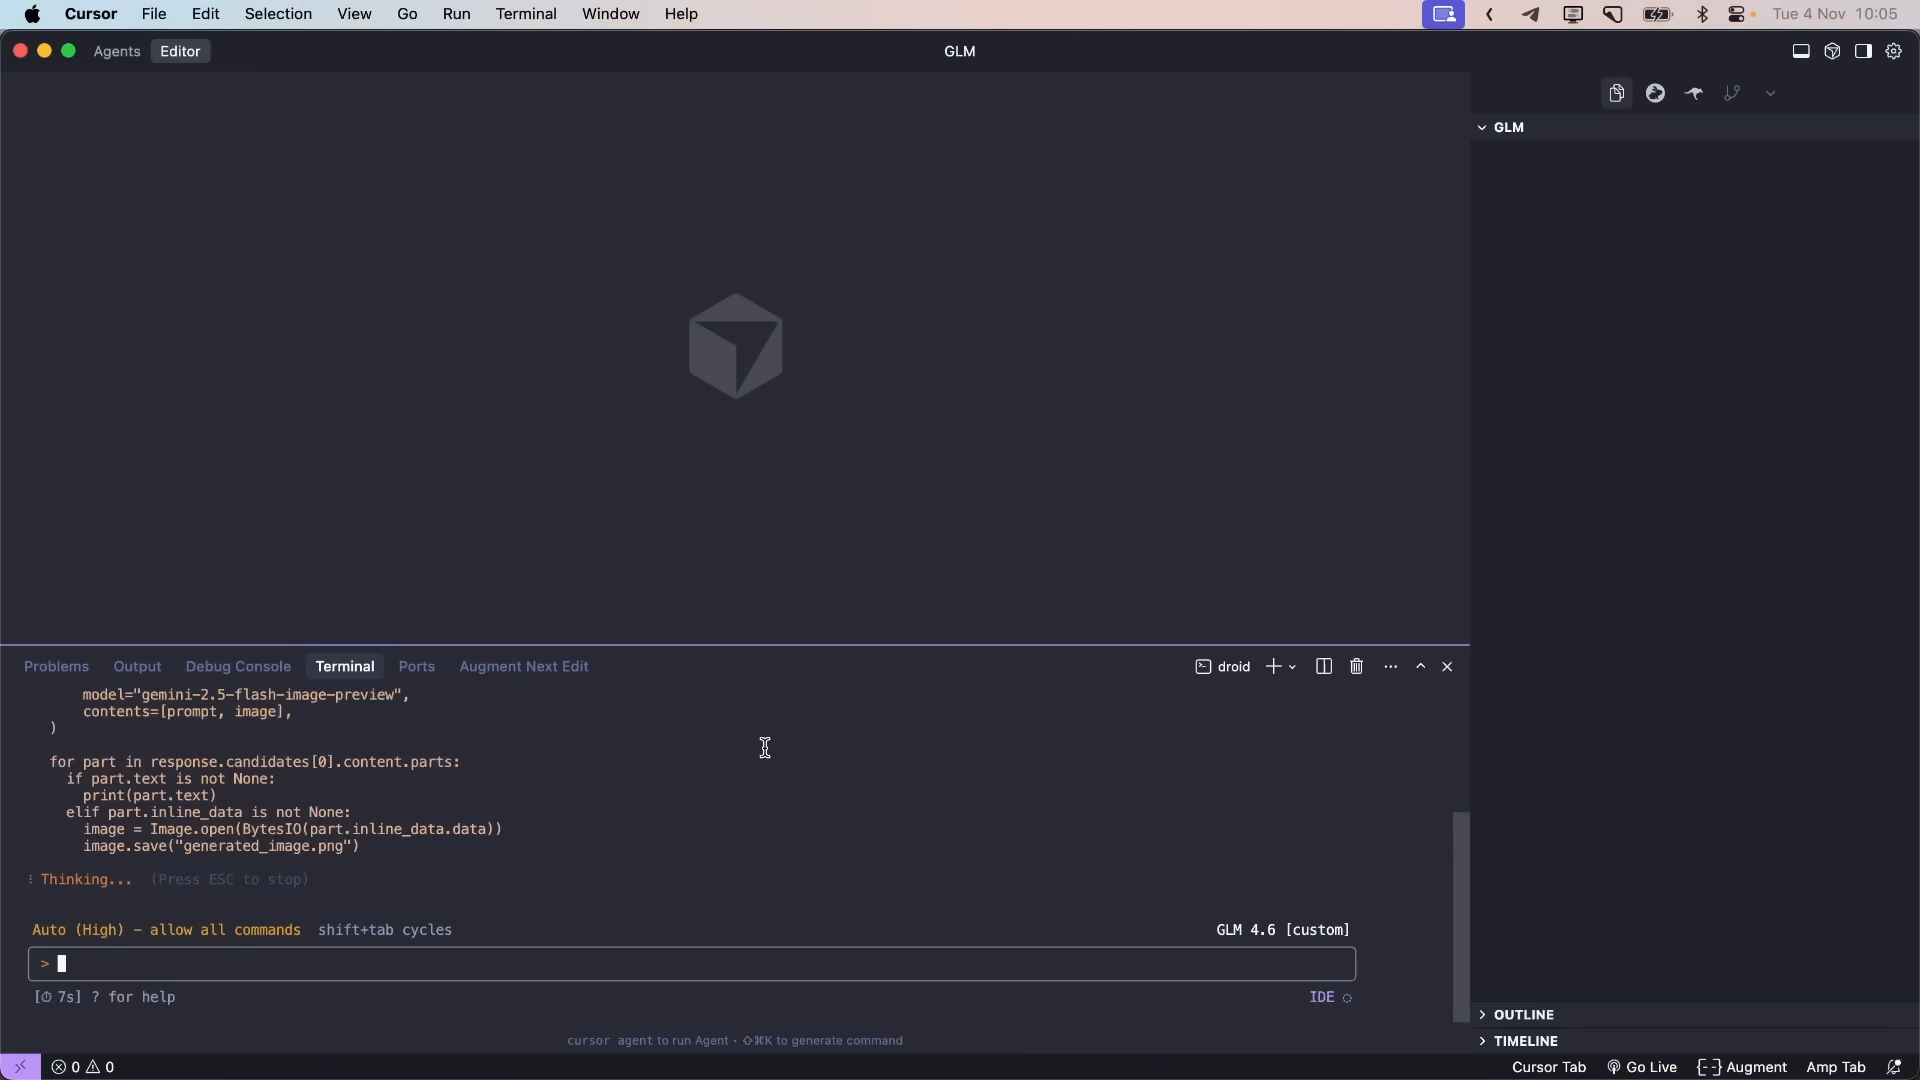 Cursor File Edit Selection View Go Run Terminal Window Help Tue 4 Nov 10:05
Agents Editor GLM
GLM
Problems Output Debug Console Terminal Ports Augment Next Edit droid
model="gemini-2.5-flash-image-preview",
contents=[prompt, image],
)
for part in response.candidates[0].content.parts:
if part.text is not None:
print(part.text)
elif part.inline_data is not None:
image = Image.open(BytesIO(part.inline_data.data))
image.save("generated_image.png")
Thinking... (Press ESC to stop)
Auto (High) – allow all commands shift+tab cycles GLM 4.6 [custom]
>
[⏱ 7s] ? for help IDE
OUTLINE
cursor agent to run Agent · ⇧⌘K to generate command
TIMELINE
0 0 Cursor Tab Go Live Augment Amp Tab